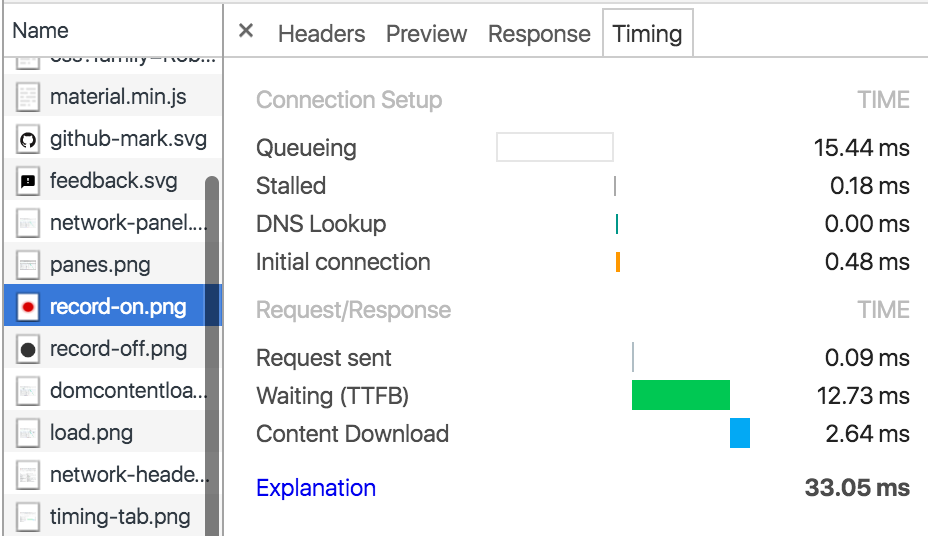 Name
material.min.js
github-mark.svg
feedback.svg
network-panel....
panes.png
record-on.png
record-off.png
domcontentloa...
load.png
network-heade...
timing-tab.png
× Headers Preview Response Timing
Connection Setup TIME
Queueing 15.44 ms
Stalled 0.18 ms
DNS Lookup 0.00 ms
Initial connection 0.48 ms
Request/Response TIME
Request sent 0.09 ms
Waiting (TTFB) 12.73 ms
Content Download 2.64 ms
Explanation 33.05 ms